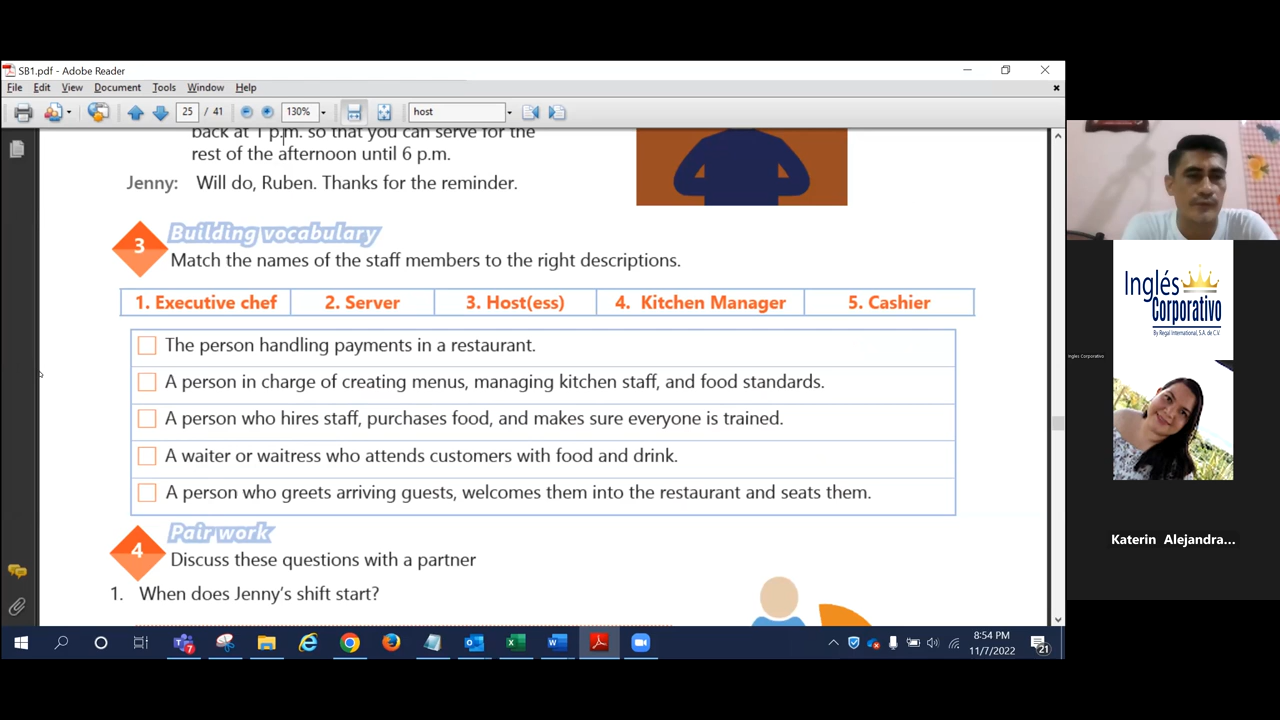 SB1.pdf - Adobe Reader
File Edit View Document Tools Window Help
25 / 41 130% host
back at 1 p.m. so that you can serve for the
rest of the afternoon until 6 p.m.
Jenny: Will do, Ruben. Thanks for the reminder.
3 Building vocabulary
Match the names of the staff members to the right descriptions.
1. Executive chef 2. Server 3. Host(ess) 4. Kitchen Manager 5. Cashier
The person handling payments in a restaurant.
A person in charge of creating menus, managing kitchen staff, and food standards.
A person who hires staff, purchases food, and makes sure everyone is trained.
A waiter or waitress who attends customers with food and drink.
A person who greets arriving guests, welcomes them into the restaurant and seats them.
4 Pair work
Discuss these questions with a partner
1. When does Jenny's shift start?
Inglés
Corporativo
By Regal International, S.A. de C.V.
Ingles Corporativo
Katerin Alejandra...
7
8:54 PM
11/7/2022
21